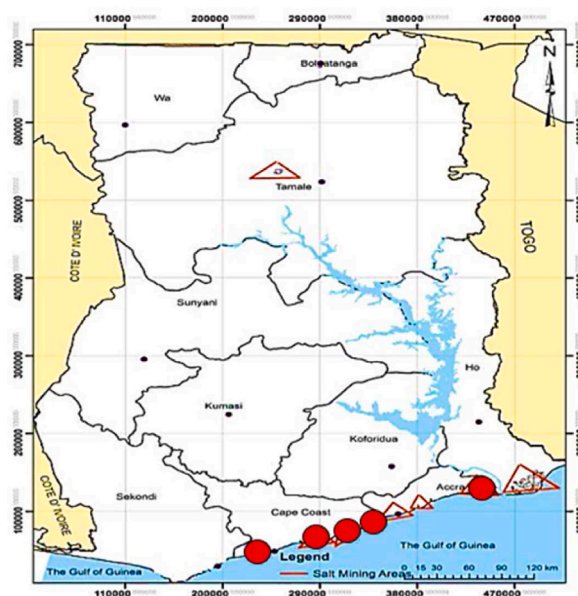 110000 200000 290000 380000 470000
700000
600000
500000
400000
300000
200000
100000
N
Bolgatanga
Wa
Tamale
COTE D' IVOIRE
TOGO
Sunyani
Ho
Kumasi
Koforidua
Sekondi
Accra
Cape Coast
COTE D' IVOIRE
Legend
The Gulf of Guinea
The Gulf of Guinea
Salt Mining Areas
0 15 30 60 90 120 km
110000 200000 290000 380000 470000